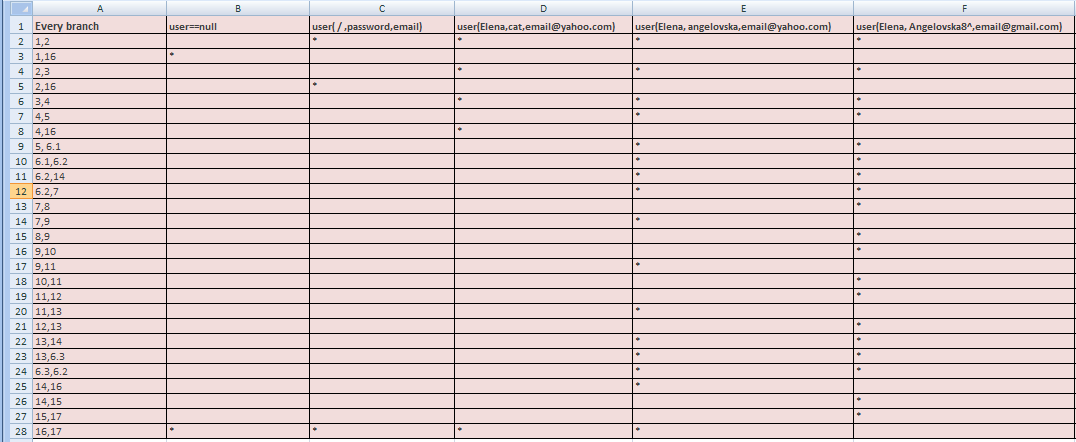 A B C D E F
1 Every branch user==null user( / ,password,email) user(Elena,cat,email@yahoo.com) user(Elena, angelovska,email@yahoo.com) user(Elena, Angelovska8^,email@gmail.com)
2 1,2 * * * *
3 1,16 *
4 2,3 * * *
5 2,16 *
6 3,4 * * *
7 4,5 * *
8 4,16 *
9 5, 6.1 * *
10 6.1,6.2 * *
11 6.2,14 * *
12 6.2,7 * *
13 7,8 *
14 7,9 *
15 8,9 *
16 9,10 *
17 9,11 *
18 10,11 *
19 11,12 *
20 11,13 *
21 12,13 *
22 13,14 * *
23 13,6.3 * *
24 6.3,6.2 * *
25 14,16 *
26 14,15 *
27 15,17 *
28 16,17 * * * *